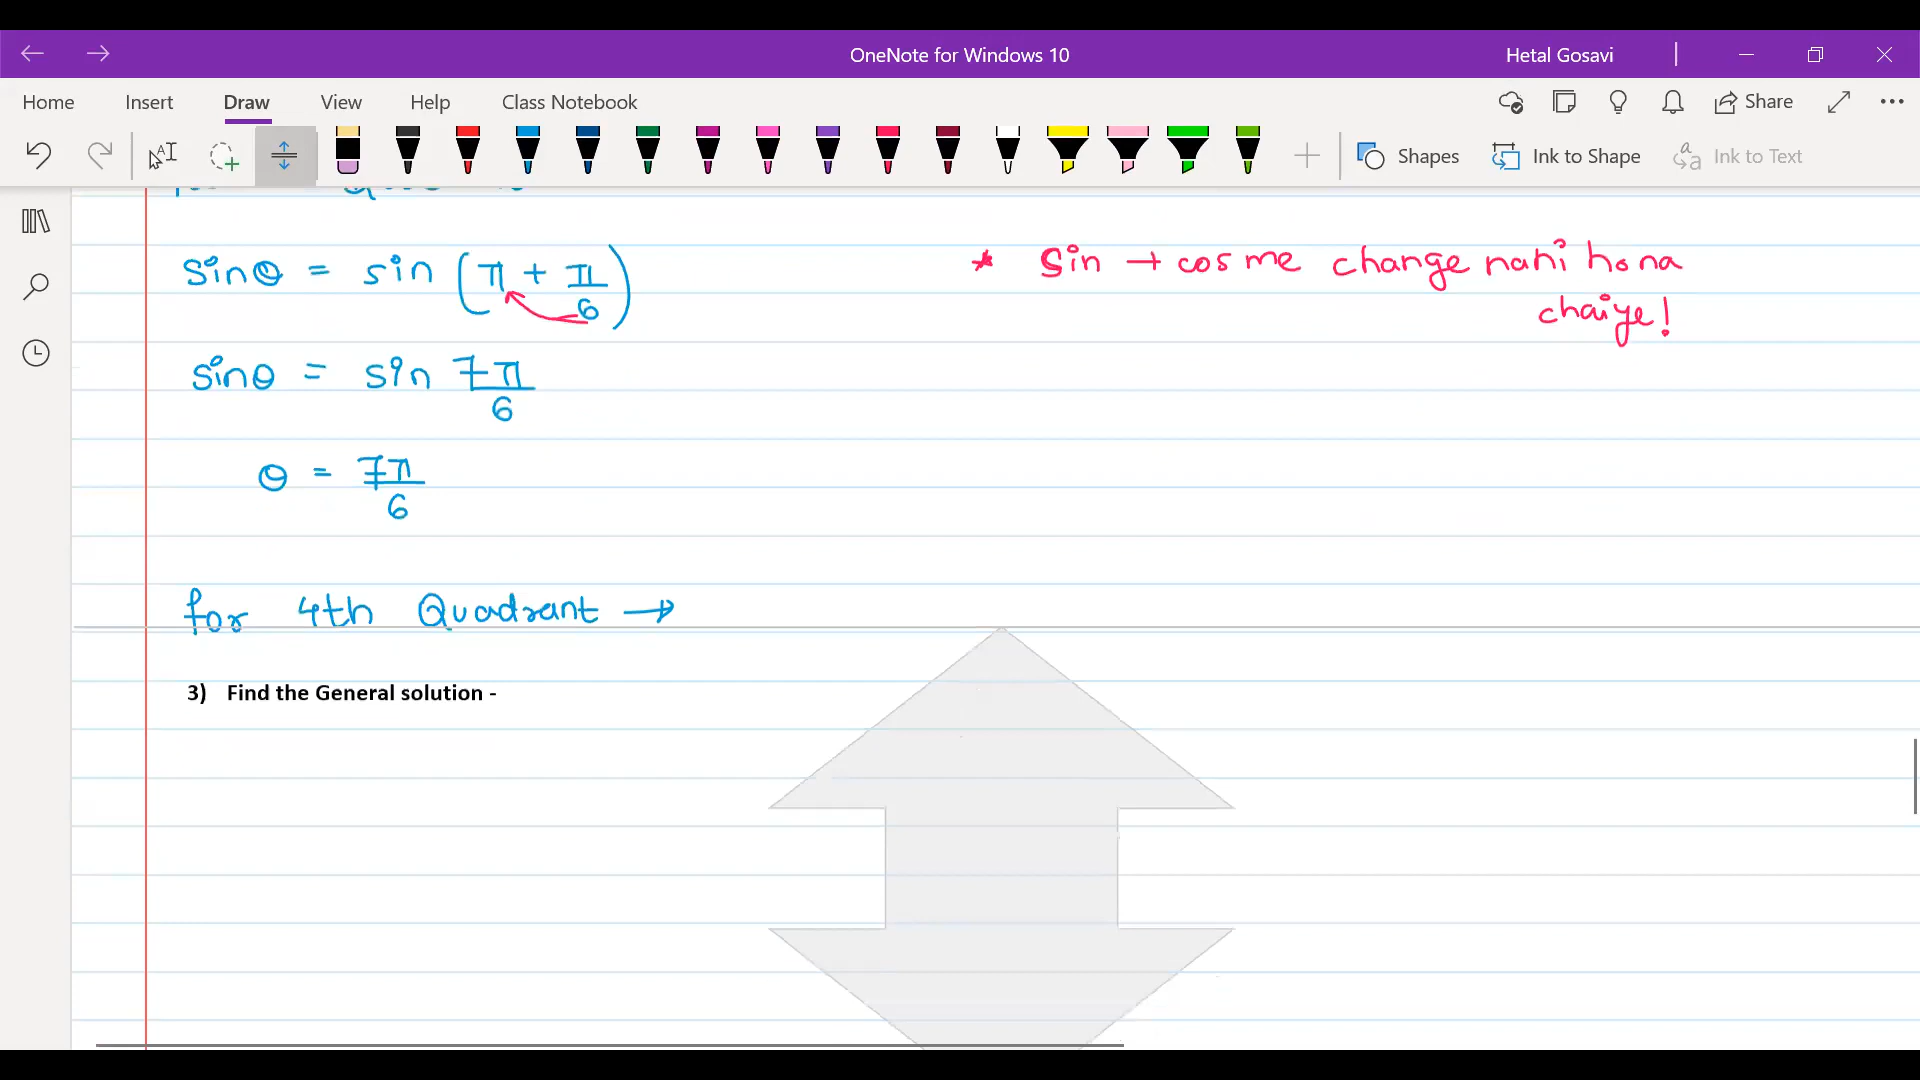 OneNote for Windows 10
Hetal Gosavi
Home Insert Draw View Help Class Notebook
Share
Shapes Ink to Shape Ink to Text
sinθ = sin (π + π/6)
* Sin → cos me change nahi hona
chaiye!
sinθ = sin 7π/6
θ = 7π/6
for 4th Quadrant →
3) Find the General solution -